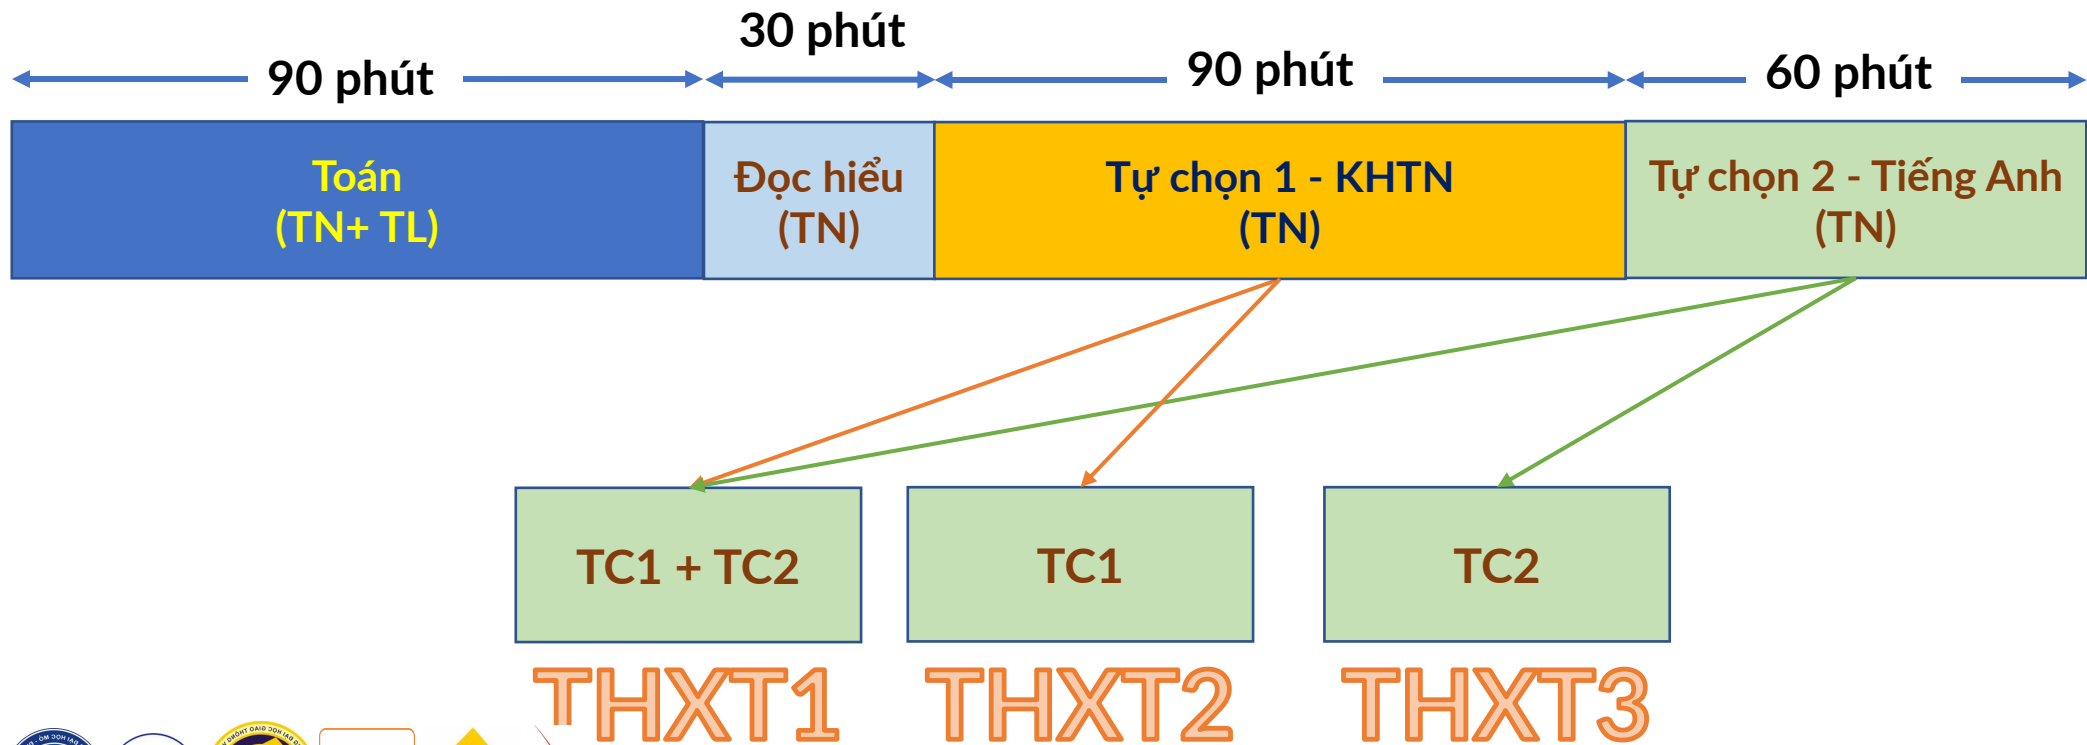 30 phút
90 phút
90 phút
60 phút
Toán
(TN+ TL)
Đọc hiểu
(TN)
Tự chọn 1 - KHTN
(TN)
Tự chọn 2 - Tiếng Anh
(TN)
TC1 + TC2
TC1
TC2
THXT1
THXT2
THXT3